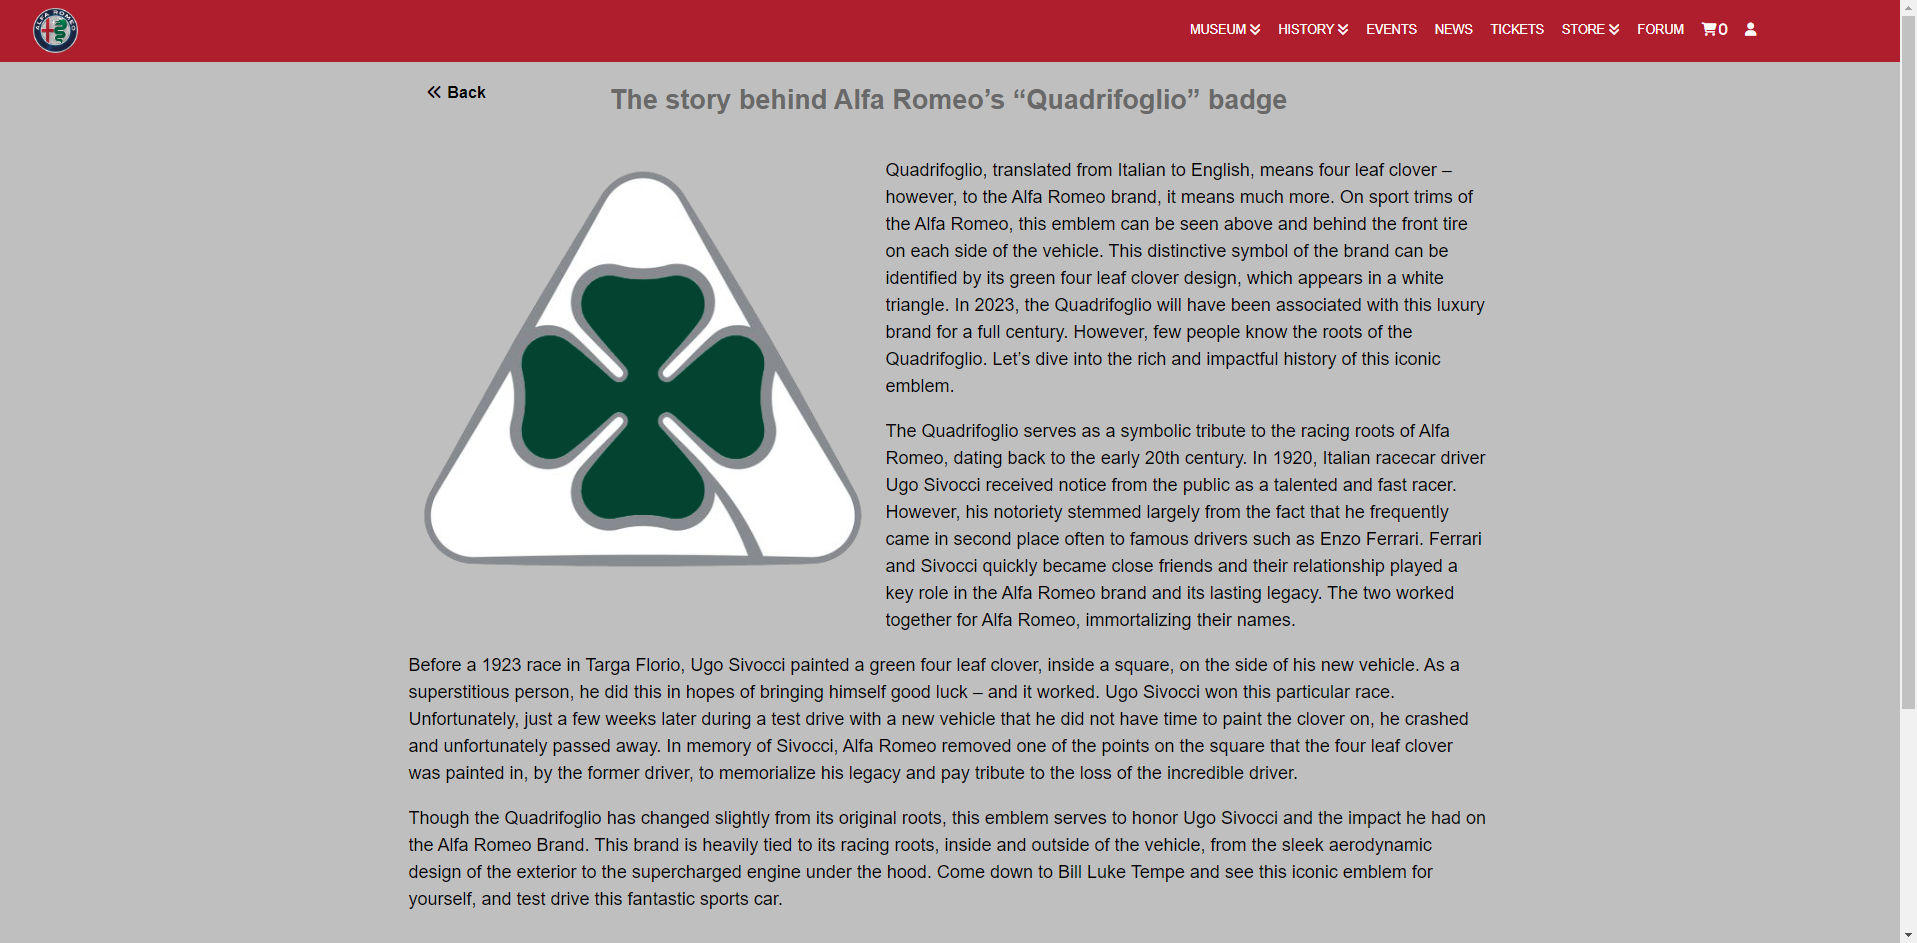 ALFA ROMEO
MUSEUM HISTORY EVENTS NEWS TICKETS STORE FORUM 0
Back
The story behind Alfa Romeo’s “Quadrifoglio” badge
Quadrifoglio, translated from Italian to English, means four leaf clover –
however, to the Alfa Romeo brand, it means much more. On sport trims of
the Alfa Romeo, this emblem can be seen above and behind the front tire
on each side of the vehicle. This distinctive symbol of the brand can be
identified by its green four leaf clover design, which appears in a white
triangle. In 2023, the Quadrifoglio will have been associated with this luxury
brand for a full century. However, few people know the roots of the
Quadrifoglio. Let’s dive into the rich and impactful history of this iconic
emblem.
The Quadrifoglio serves as a symbolic tribute to the racing roots of Alfa
Romeo, dating back to the early 20th century. In 1920, Italian racecar driver
Ugo Sivocci received notice from the public as a talented and fast racer.
However, his notoriety stemmed largely from the fact that he frequently
came in second place often to famous drivers such as Enzo Ferrari. Ferrari
and Sivocci quickly became close friends and their relationship played a
key role in the Alfa Romeo brand and its lasting legacy. The two worked
together for Alfa Romeo, immortalizing their names.
Before a 1923 race in Targa Florio, Ugo Sivocci painted a green four leaf clover, inside a square, on the side of his new vehicle. As a
superstitious person, he did this in hopes of bringing himself good luck – and it worked. Ugo Sivocci won this particular race.
Unfortunately, just a few weeks later during a test drive with a new vehicle that he did not have time to paint the clover on, he crashed
and unfortunately passed away. In memory of Sivocci, Alfa Romeo removed one of the points on the square that the four leaf clover
was painted in, by the former driver, to memorialize his legacy and pay tribute to the loss of the incredible driver.
Though the Quadrifoglio has changed slightly from its original roots, this emblem serves to honor Ugo Sivocci and the impact he had on
the Alfa Romeo Brand. This brand is heavily tied to its racing roots, inside and outside of the vehicle, from the sleek aerodynamic
design of the exterior to the supercharged engine under the hood. Come down to Bill Luke Tempe and see this iconic emblem for
yourself, and test drive this fantastic sports car.